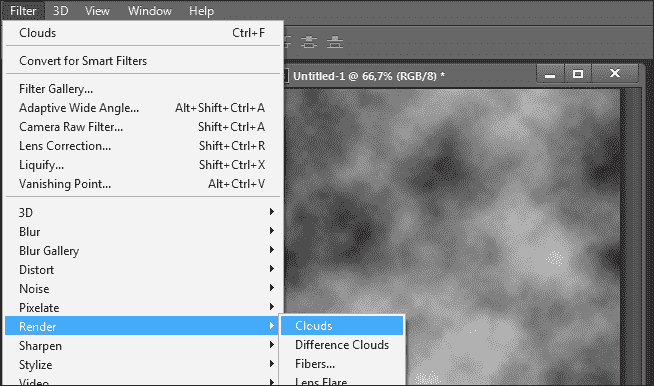 Filter 3D View Window Help
Clouds Ctrl+F
Convert for Smart Filters
Untitled-1 @ 66,7% (RGB/8) *
Filter Gallery...
Adaptive Wide Angle... Alt+Shift+Ctrl+A
Camera Raw Filter... Shift+Ctrl+A
Lens Correction... Shift+Ctrl+R
Liquify... Shift+Ctrl+X
Vanishing Point... Alt+Ctrl+V
3D
Blur
Blur Gallery
Distort
Noise
Pixelate
Render
Clouds
Sharpen
Difference Clouds
Stylize
Fibers...
Video
Lens Flare